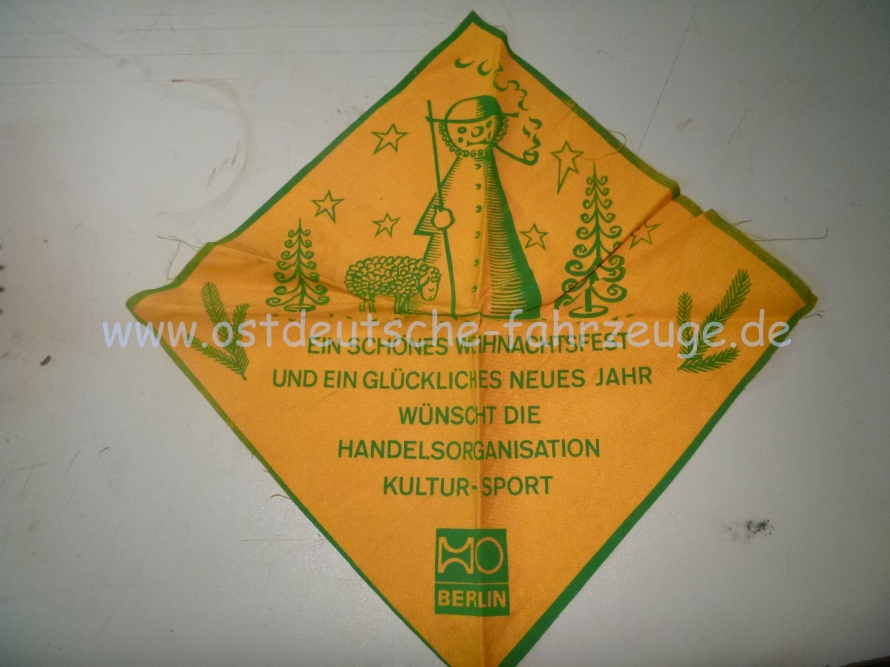 www.ostdeutsche-fahrzeuge.de
EIN SCHÖNES WEIHNACHTSFEST
UND EIN GLÜCKLICHES NEUES JAHR
WÜNSCHT DIE
HANDELSORGANISATION
KULTUR-SPORT
HO
BERLIN